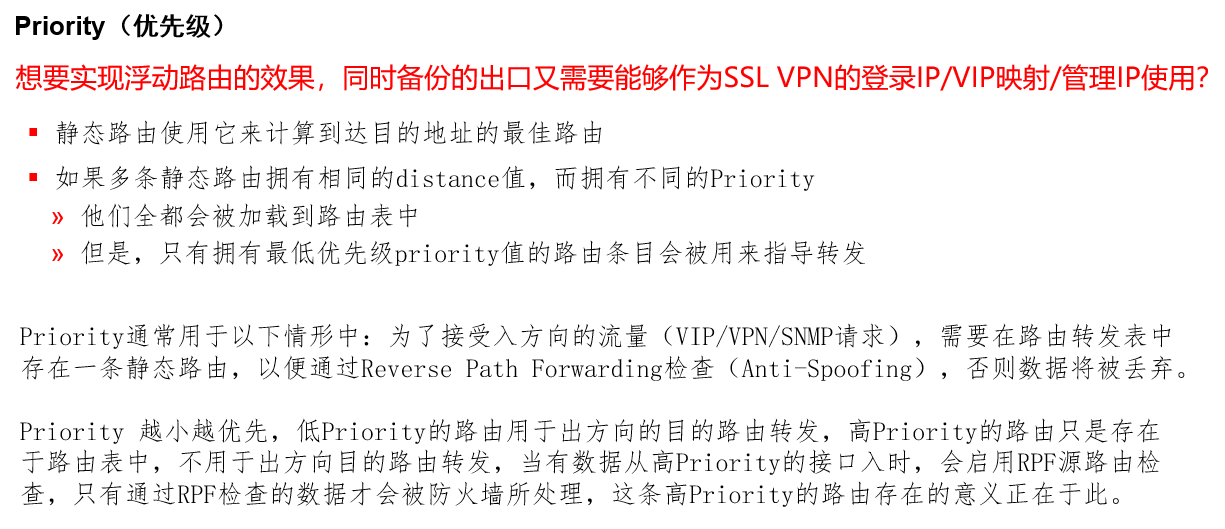 Priority（优先级）
想要实现浮动路由的效果，同时备份的出口又需要能够作为SSL VPN的登录IP/VIP映射/管理IP使用？
▪ 静态路由使用它来计算到达目的地址的最佳路由
▪ 如果多条静态路由拥有相同的distance值，而拥有不同的Priority
» 他们全都会被加载到路由表中
» 但是，只有拥有最低优先级priority值的路由条目会被用来指导转发
Priority通常用于以下情形中：为了接受入方向的流量（VIP/VPN/SNMP请求），需要在路由转发表中
存在一条静态路由，以便通过Reverse Path Forwarding检查（Anti-Spoofing），否则数据将被丢弃。
Priority 越小越优先，低Priority的路由用于出方向的目的路由转发，高Priority的路由只是存在
于路由表中，不用于出方向目的路由转发，当有数据从高Priority的接口入时，会启用RPF源路由检
查，只有通过RPF检查的数据才会被防火墙所处理，这条高Priority的路由存在的意义正在于此。